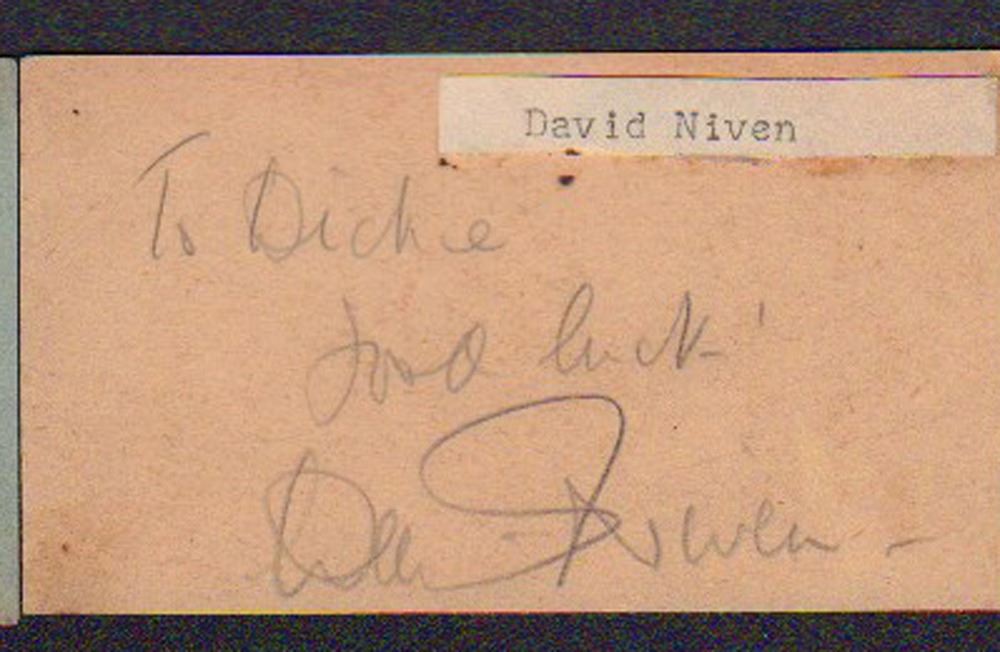 David Niven
To Dickie
Good luck!
David Niven -